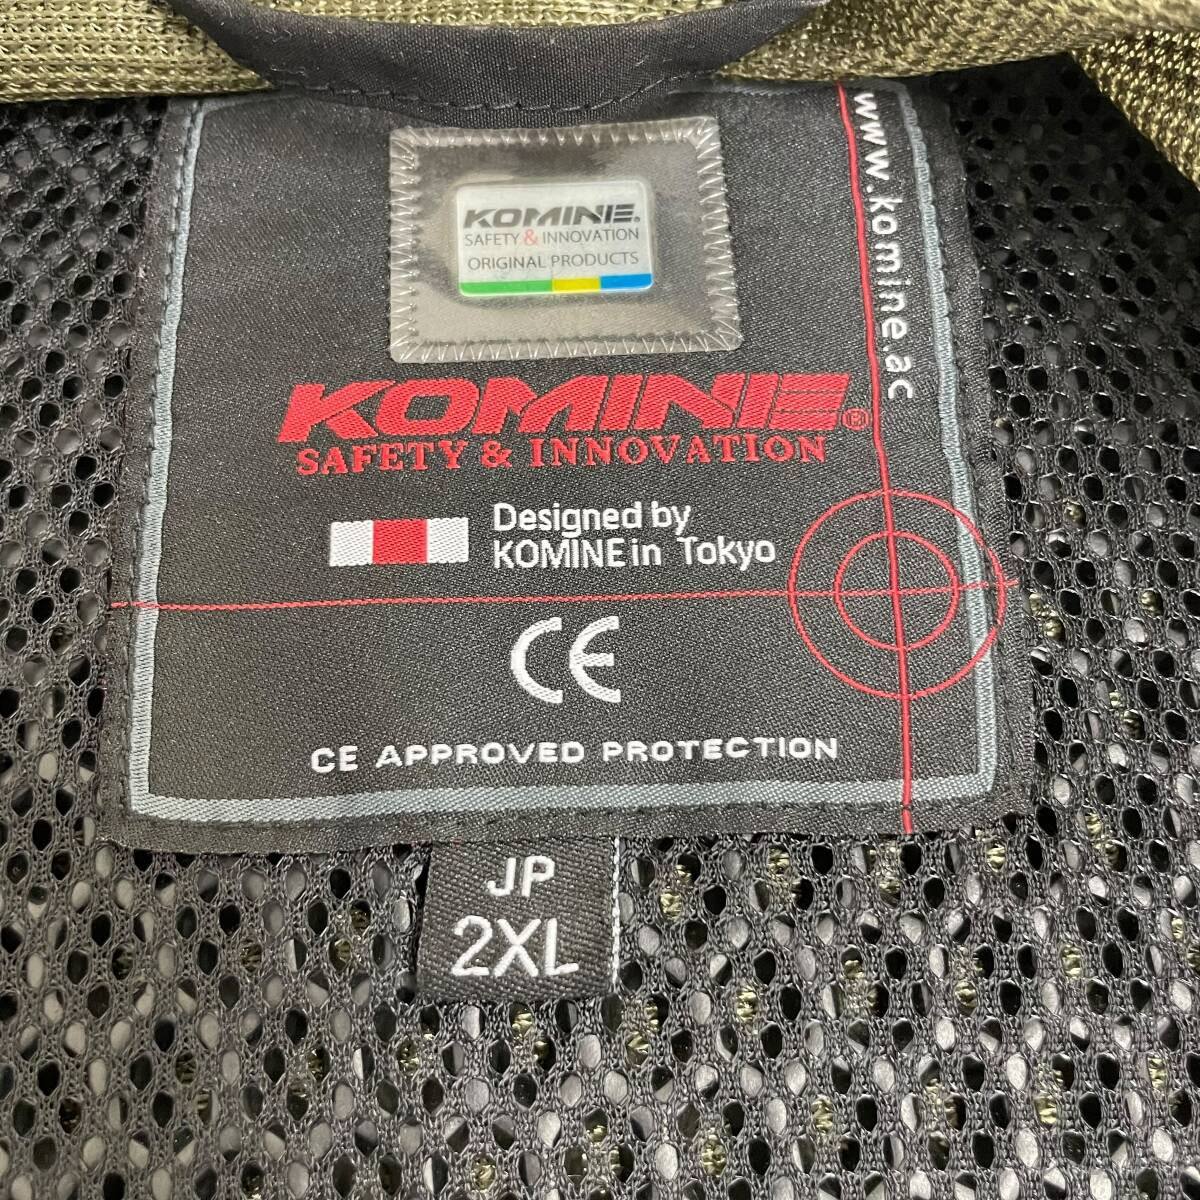 KOMINE®
SAFETY & INNOVATION
ORIGINAL PRODUCTS
www.komine.ac
KOMINE®
SAFETY & INNOVATION
Designed by
KOMINE in Tokyo
CE
CE APPROVED PROTECTION
JP
2XL